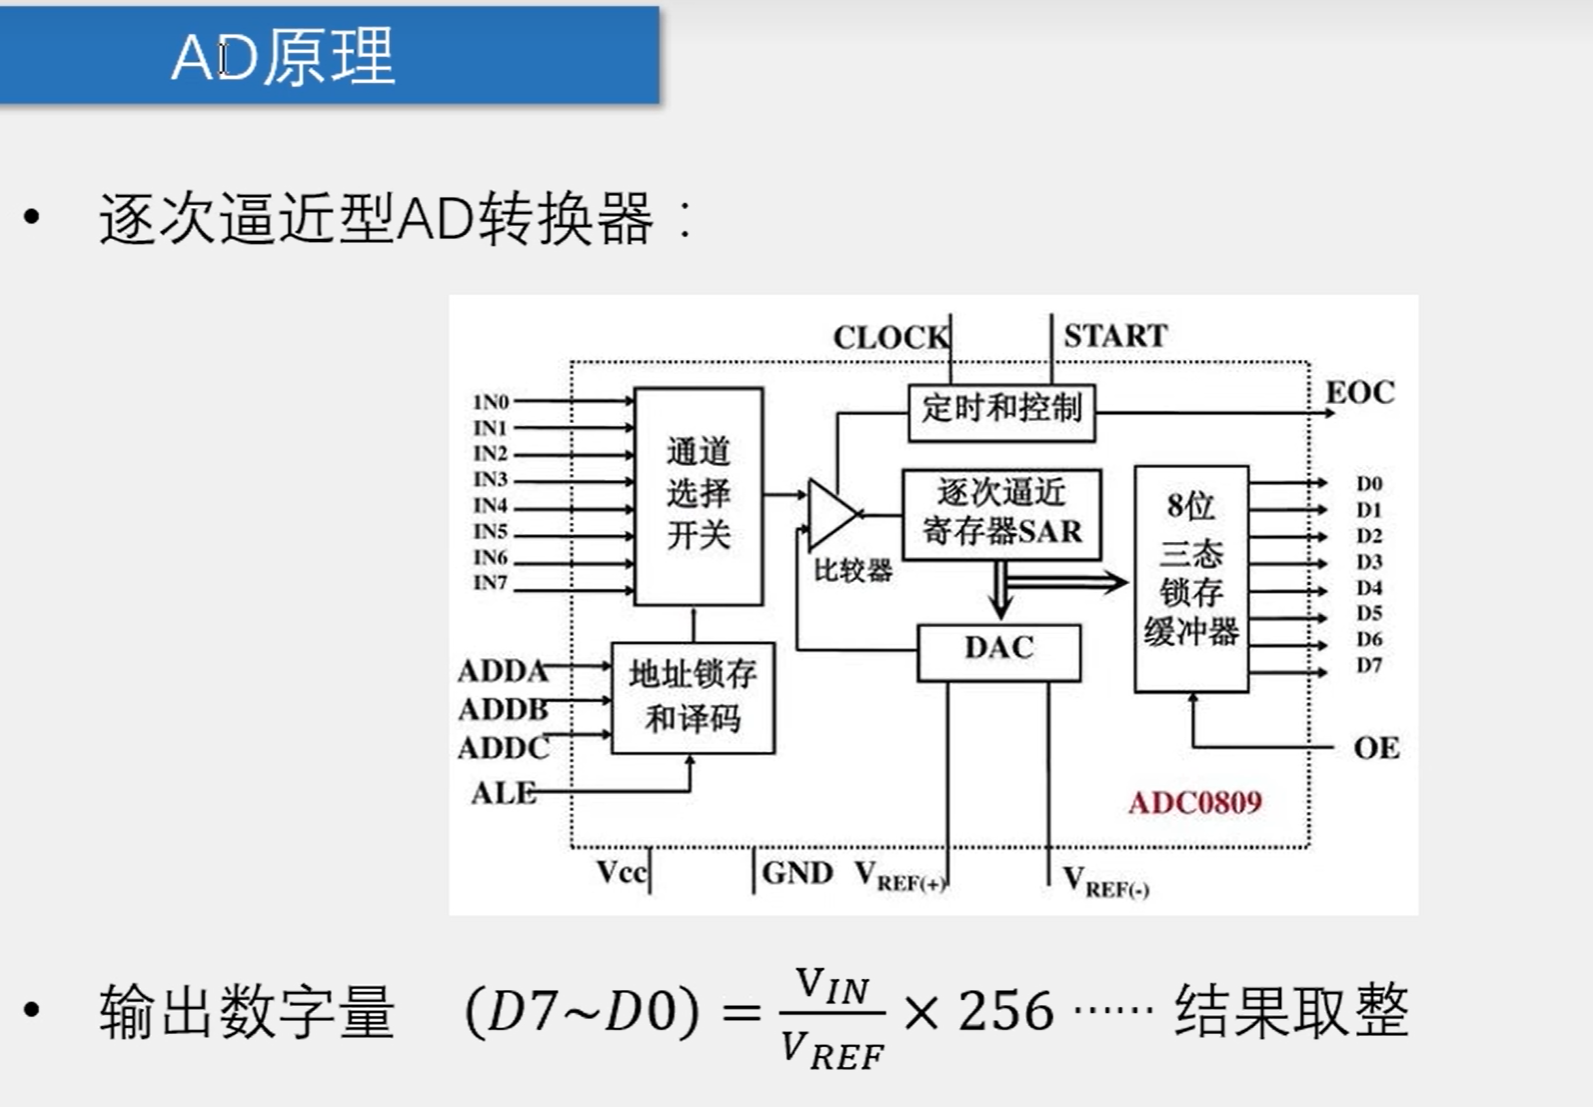 AD原理
• 逐次逼近型AD转换器：
CLOCK
START
EOC
1N0
IN1
IN2
IN3
IN4
IN5
IN6
IN7
通道
选择
开关
定时和控制
逐次逼近
寄存器SAR
比较器
8位
三态
锁存
缓冲器
D0
D1
D2
D3
D4
D5
D6
D7
DAC
ADDA
ADDB
ADDC
ALE
地址锁存
和译码
OE
ADC0809
Vcc
GND
VREF(+)
VREF(-)
• 输出数字量 (D7~D0) = VIN/VREF × 256 ⋯⋯ 结果取整